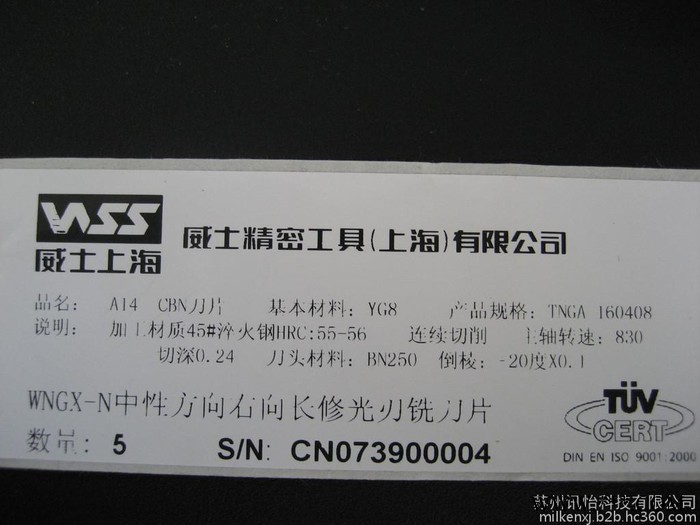 WSS
威士上海
威士精密工具(上海)有限公司
品名: A14 CBN刀片 基本材料: YG8 产品规格: TNGA 160408
说明: 加工材质45#淬火钢HRC:55-56 连续切削 主轴转速: 830
切深0.24 刀头材料: BN250 倒棱: -20度X0.1
WNGX-N中性方向右向长修光刃铣刀片
数量: 5 S/N: CN073900004
TÜV
CERT
DIN EN ISO 9001:2000
苏州讯怡科技有限公司
milkenxj.b2b.hc360.com